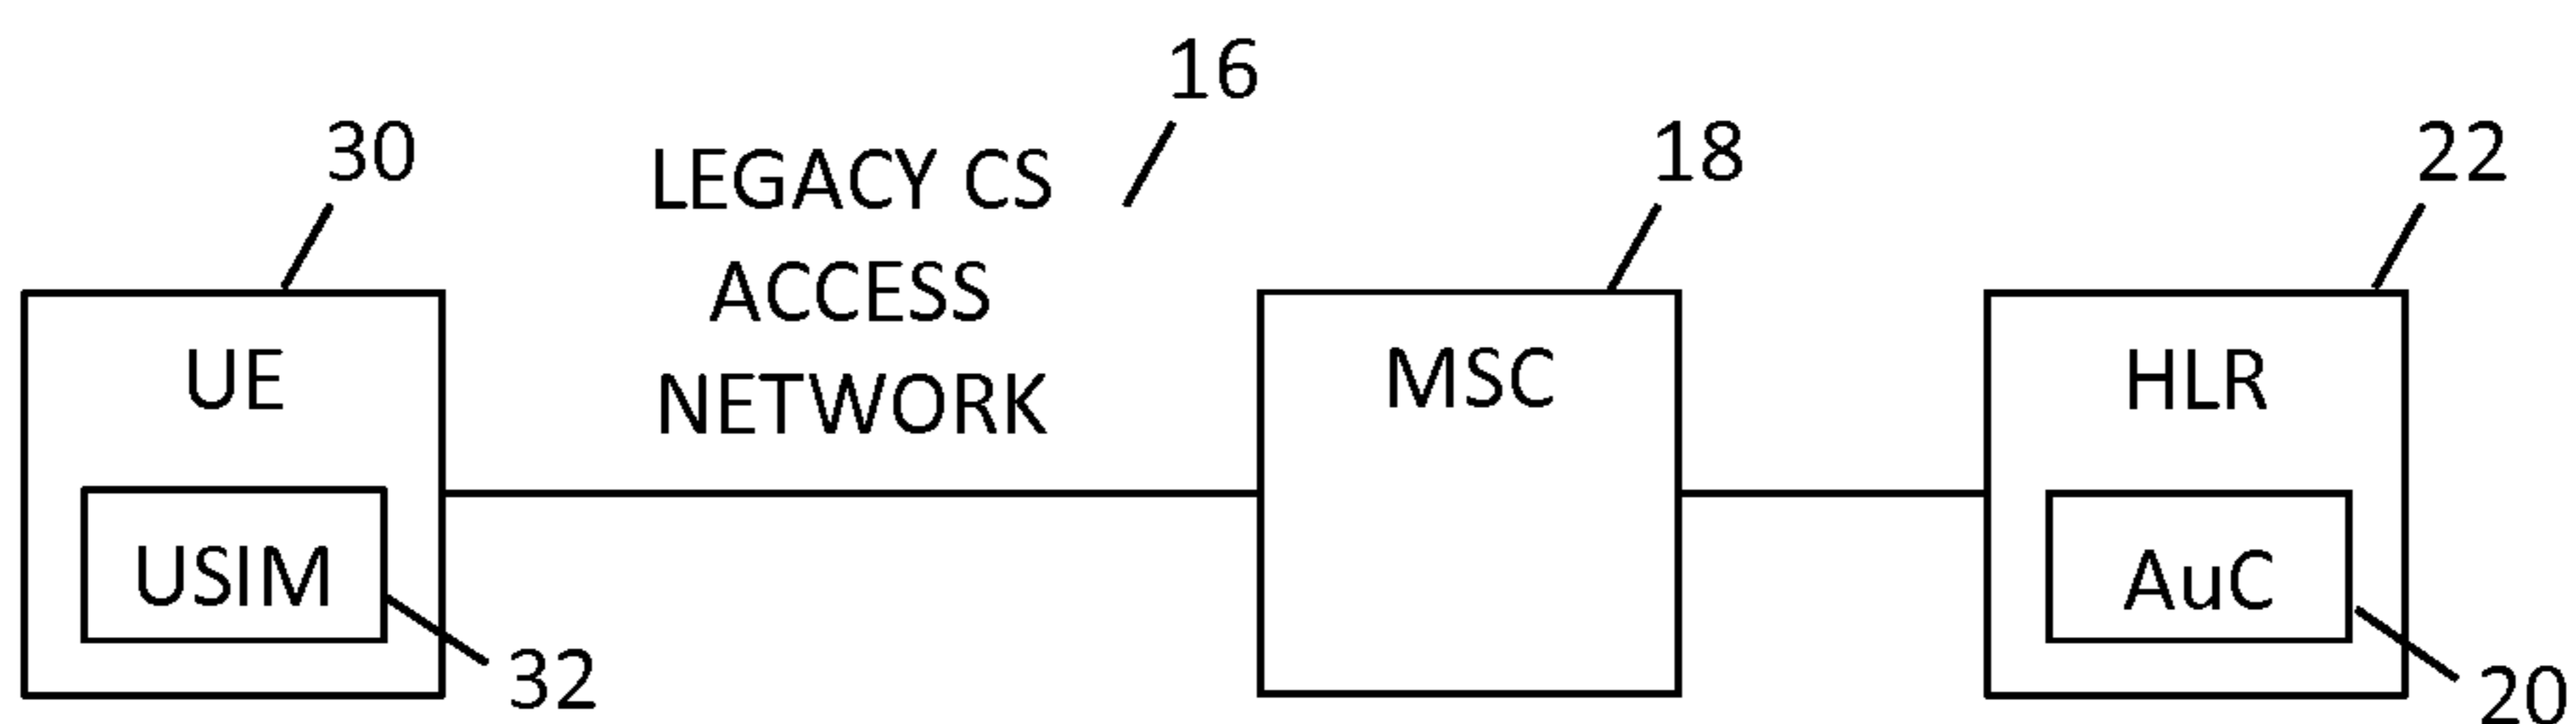 16
30
LEGACY CS
18
22
ACCESS
UE
NETWORK
MSC
HLR
USIM
AuC
32
20